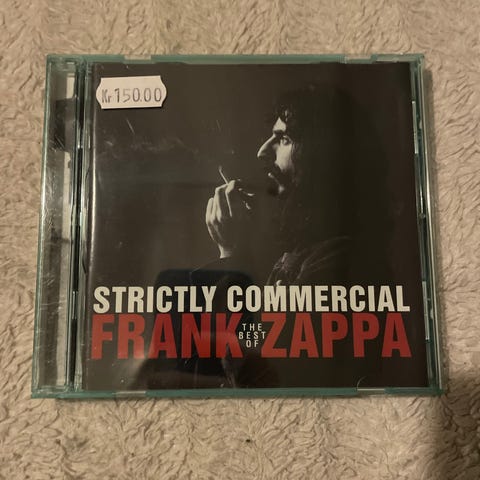 Kr 150.00
STRICTLY COMMERCIAL
FRANK THE BEST OF ZAPPA